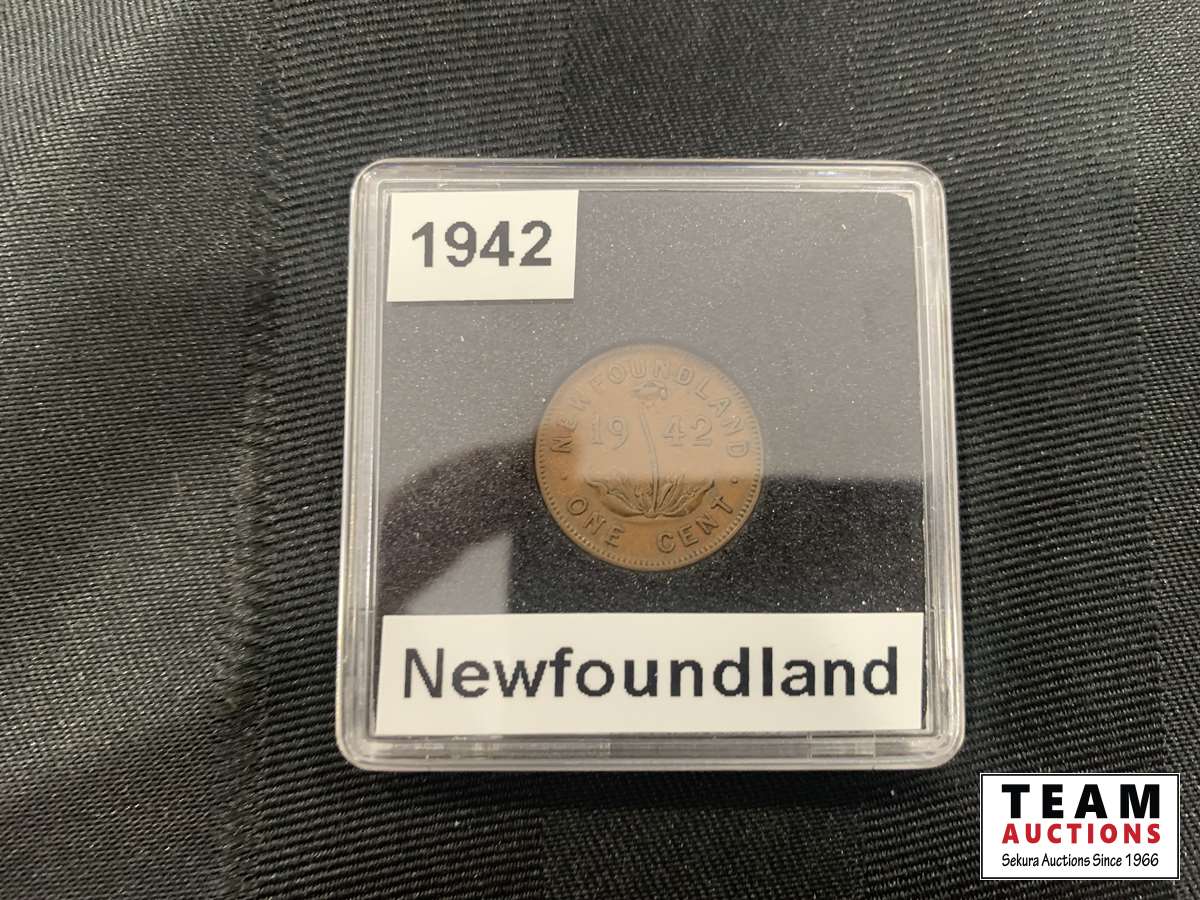 1942
NEWFOUNDLAND
19 42
ONE CENT
Newfoundland
TEAM
AUCTIONS
Sekura Auctions Since 1966